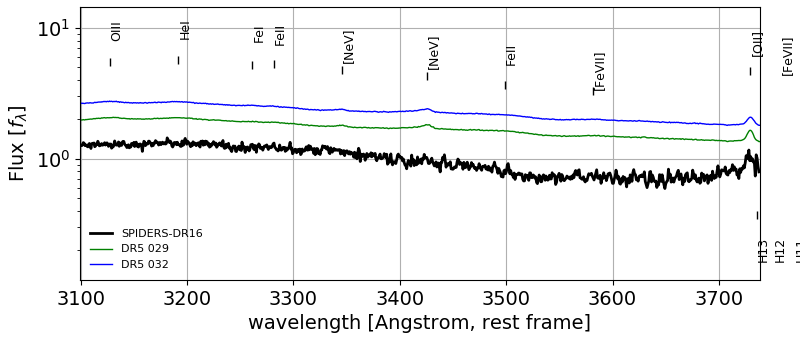 Flux [f_λ]
10¹
10⁰
OIII
HeI
FeI
FeII
[NeV]
[NeV]
FeII
[FeVII]
[OII]
[FeVII]
SPIDERS-DR16
DR5 029
DR5 032
H13
H12
H11
3100
3200
3300
3400
3500
3600
3700
wavelength [Angstrom, rest frame]